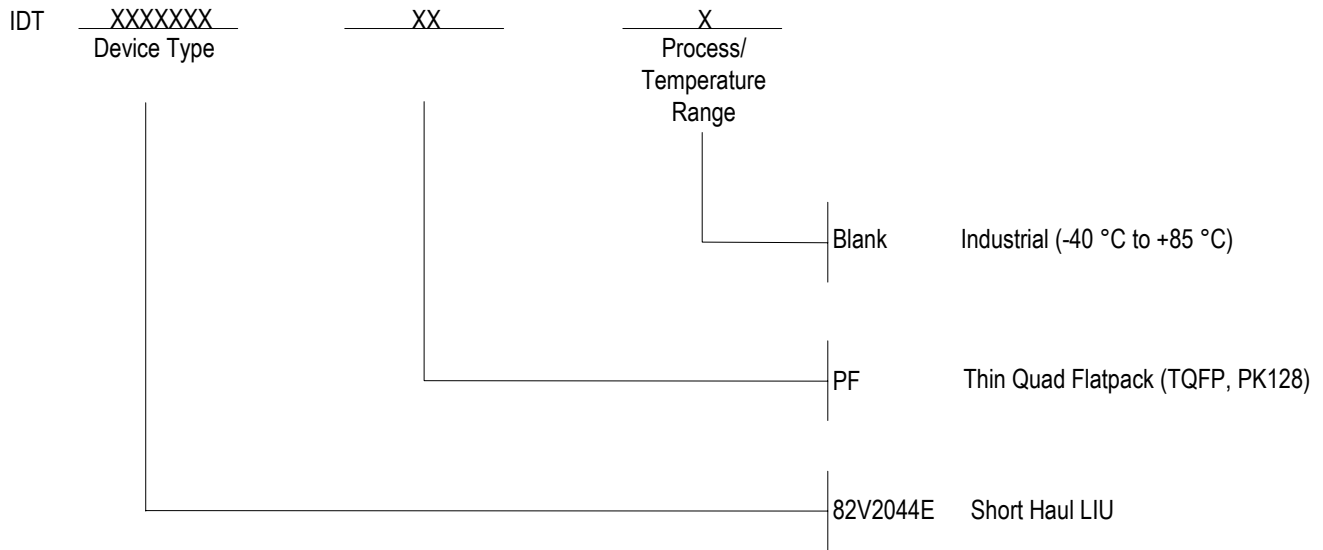 IDT XXXXXXX XX X
Device Type
Process/
Temperature
Range
Blank Industrial (-40 °C to +85 °C)
PF Thin Quad Flatpack (TQFP, PK128)
82V2044E Short Haul LIU